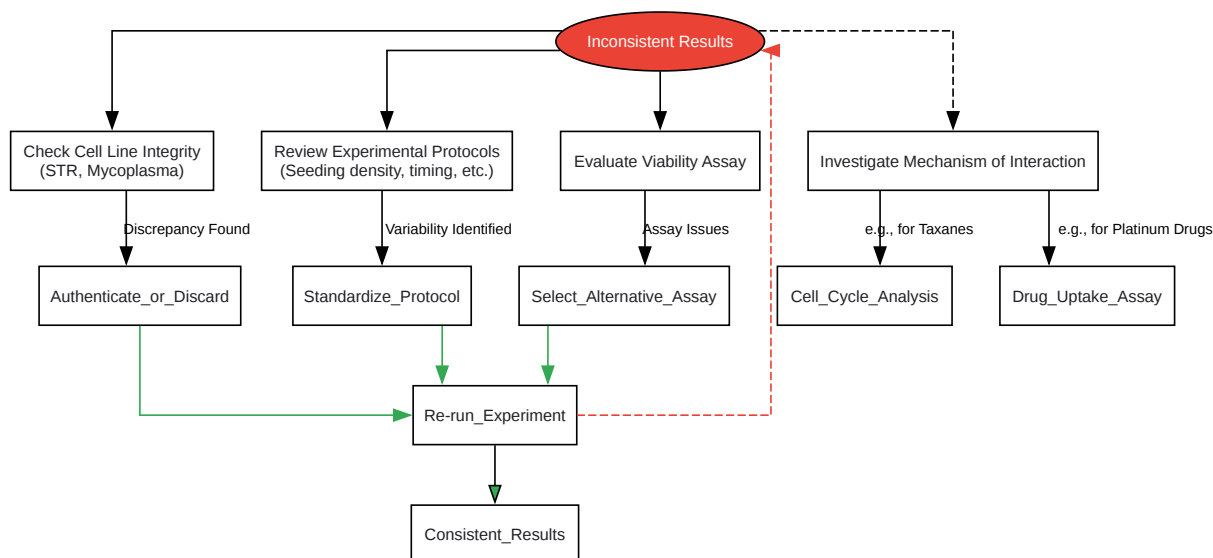 Inconsistent Results
Check Cell Line Integrity
(STR, Mycoplasma)
Review Experimental Protocols
(Seeding density, timing, etc.)
Evaluate Viability Assay
Investigate Mechanism of Interaction
Discrepancy Found
Variability Identified
Assay Issues
e.g., for Taxanes
e.g., for Platinum Drugs
Authenticate_or_Discard
Standardize_Protocol
Select_Alternative_Assay
Cell_Cycle_Analysis
Drug_Uptake_Assay
Re-run_Experiment
Consistent_Results